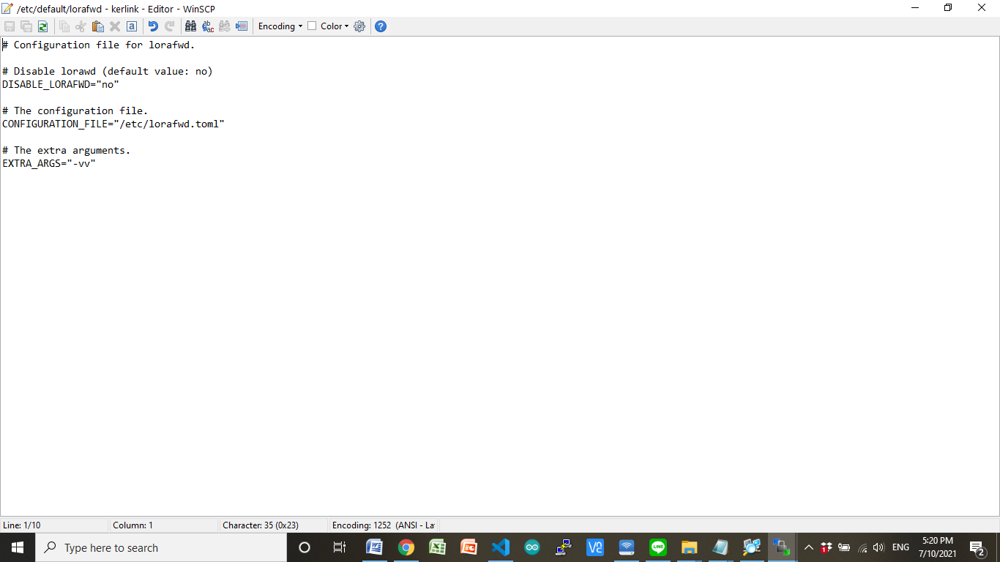 /etc/default/lorafwd - kerlink - Editor - WinSCP
Encoding Color
# Configuration file for lorafwd.
# Disable lorawd (default value: no)
DISABLE_LORAFWD="no"
# The configuration file.
CONFIGURATION_FILE="/etc/lorafwd.toml"
# The extra arguments.
EXTRA_ARGS="-vv"
Line: 1/10 Column: 1 Character: 35 (0x23) Encoding: 1252 (ANSI - La
Type here to search
ENG
5:20 PM
7/10/2021
2